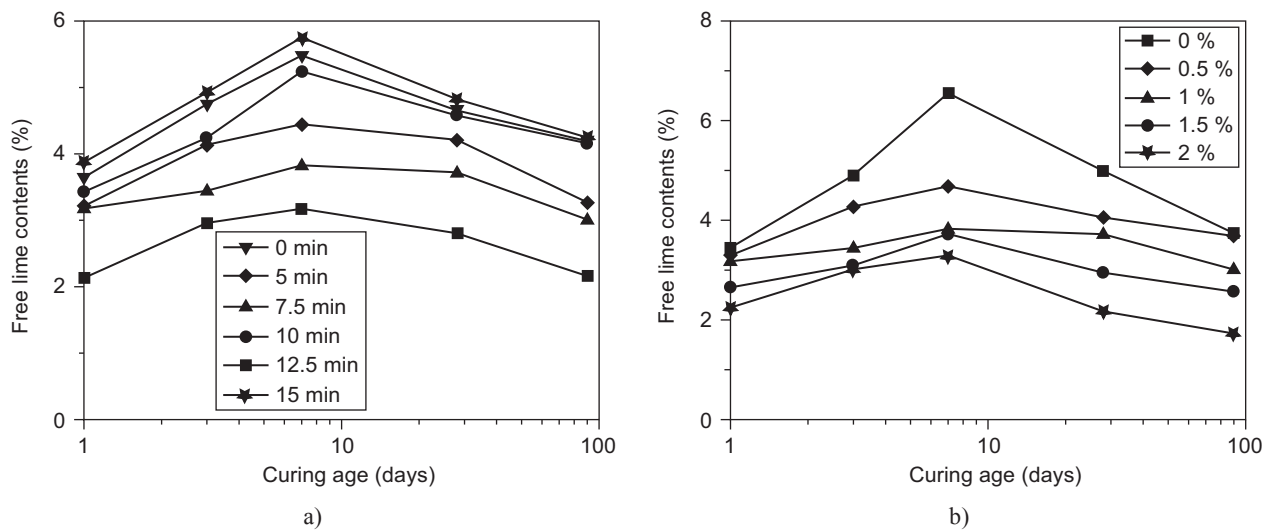 6
4
2
0
Free lime contents (%)
0 min
5 min
7.5 min
10 min
12.5 min
15 min
1
10
100
Curing age (days)
a)
8
6
4
2
0
Free lime contents (%)
0 %
0.5 %
1 %
1.5 %
2 %
1
10
100
Curing age (days)
b)